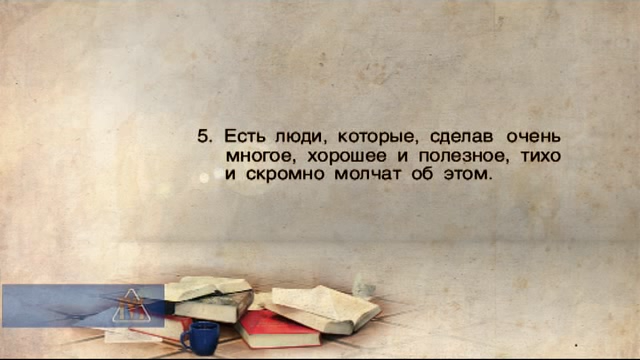 5. Есть люди, которые, сделав очень
многое, хорошее и полезное, тихо
и скромно молчат об этом.